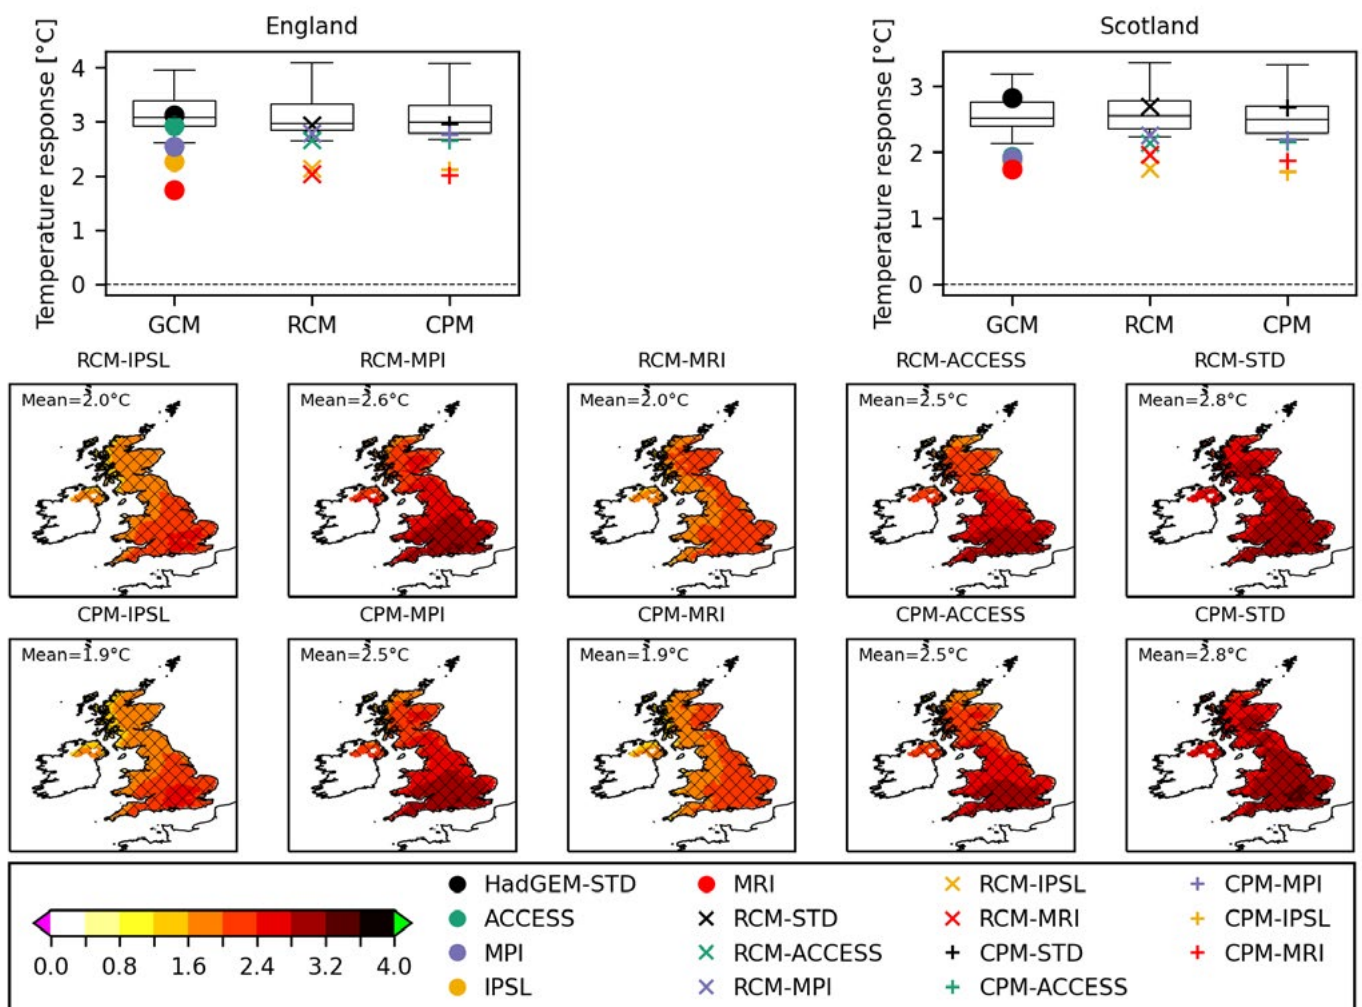 England
Scotland
Temperature response [°C]
4
3
2
1
0
GCM RCM CPM
Temperature response [°C]
3
2
1
0
GCM RCM CPM
RCM-IPSL RCM-MPI RCM-MRI RCM-ACCESS RCM-STD
Mean=2.0°C Mean=2.6°C Mean=2.0°C Mean=2.5°C Mean=2.8°C
CPM-IPSL CPM-MPI CPM-MRI CPM-ACCESS CPM-STD
Mean=1.9°C Mean=2.5°C Mean=1.9°C Mean=2.5°C Mean=2.8°C
0.0 0.8 1.6 2.4 3.2 4.0
HadGEM-STD
ACCESS
MPI
IPSL
MRI
RCM-STD
RCM-ACCESS
RCM-MPI
RCM-IPSL
RCM-MRI
CPM-STD
CPM-ACCESS
CPM-MPI
CPM-IPSL
CPM-MRI